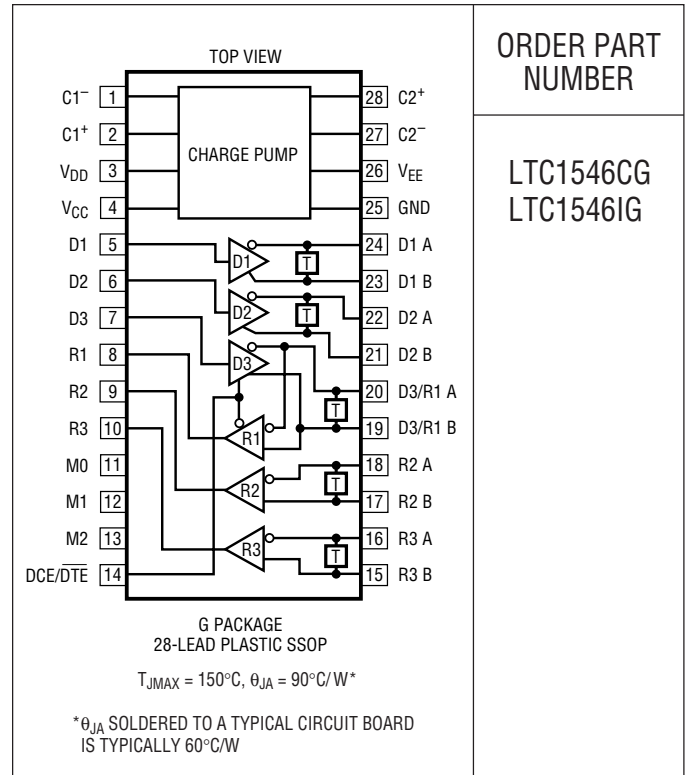 TOP VIEW
ORDER PART
NUMBER
C1⁻ 1
28 C2⁺
C1⁺ 2
27 C2⁻
CHARGE PUMP
V_DD 3
26 V_EE
V_CC 4
25 GND
LTC1546CG
LTC1546IG
D1 5
D1
T
24 D1 A
23 D1 B
D2 6
D2
T
22 D2 A
21 D2 B
D3 7
D3
R1 8
20 D3/R1 A
T
R2 9
R3 10
R1
19 D3/R1 B
M0 11
18 R2 A
R2
T
M1 12
17 R2 B
M2 13
16 R3 A
R3
T
DCE/D̅T̅E̅ 14
15 R3 B
G PACKAGE
28-LEAD PLASTIC SSOP
T_JMAX = 150°C, θ_JA = 90°C/W*
*θ_JA SOLDERED TO A TYPICAL CIRCUIT BOARD
IS TYPICALLY 60°C/W